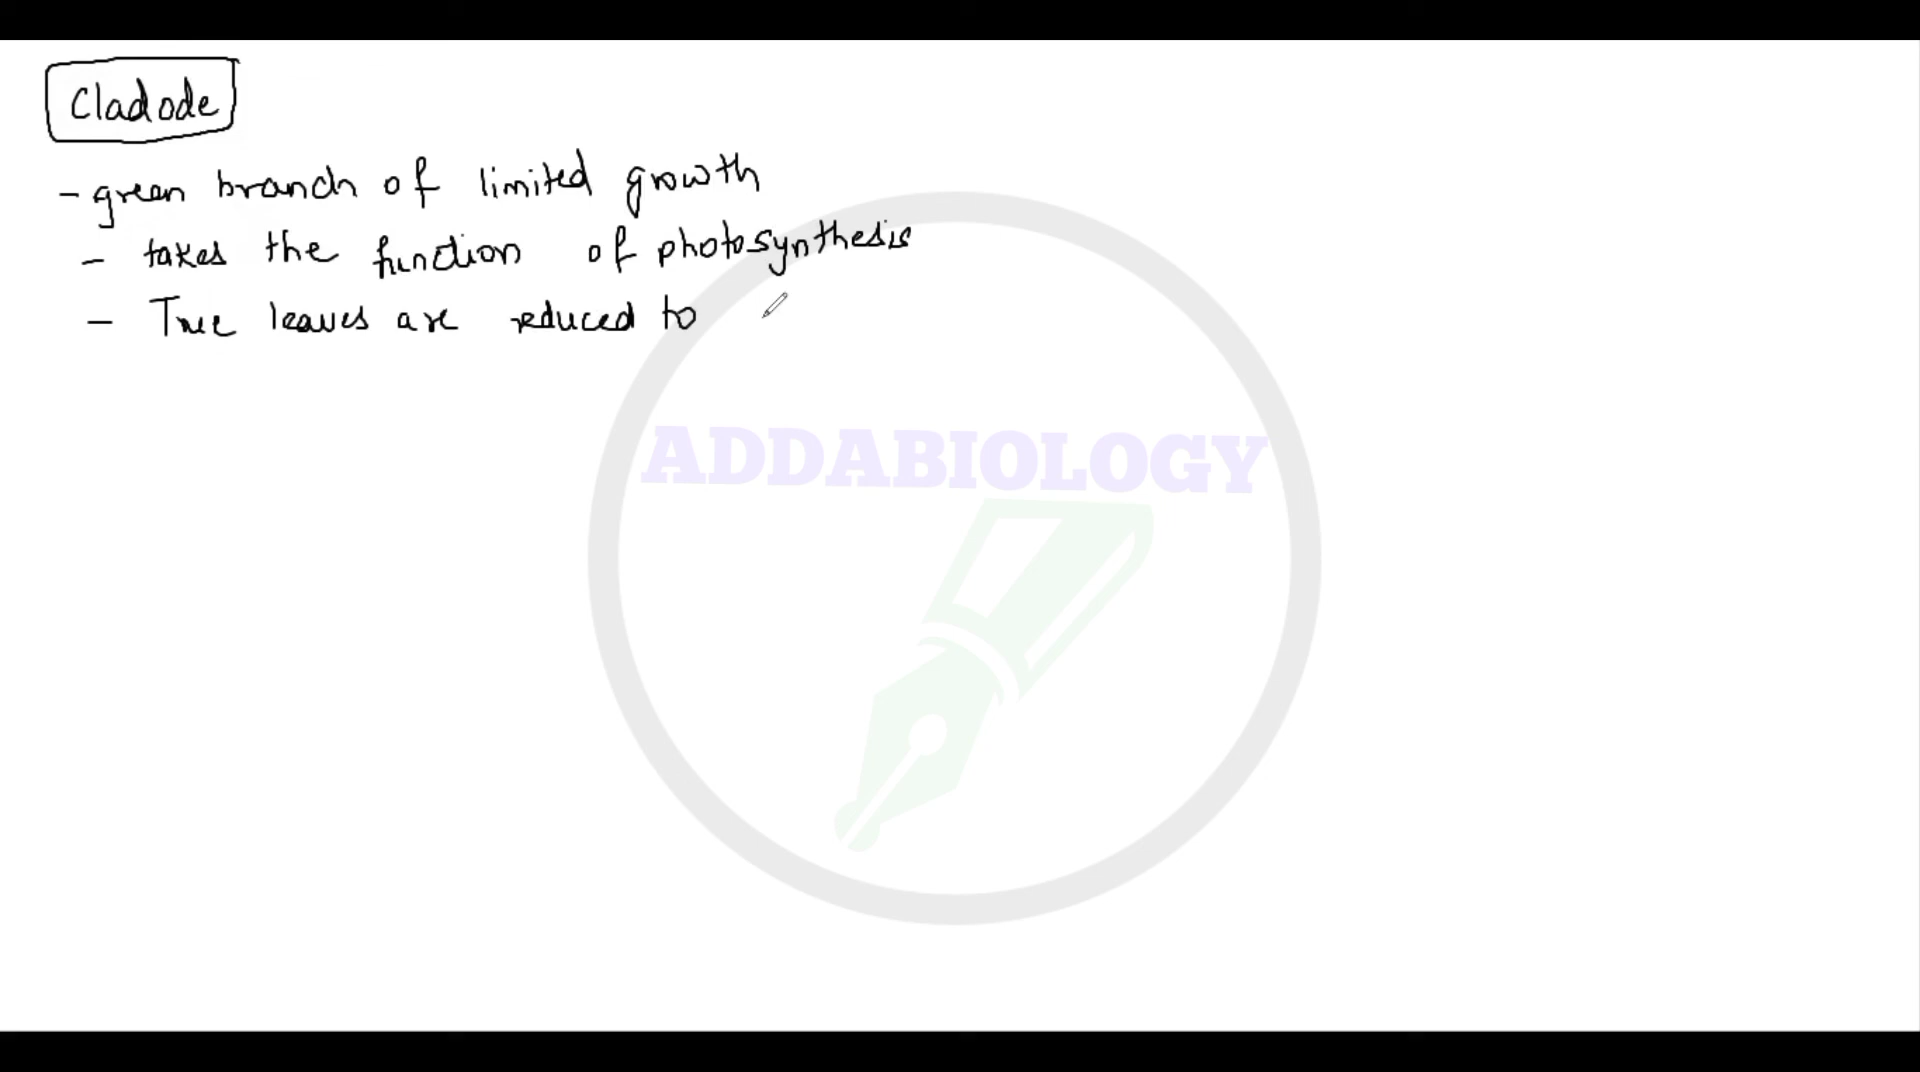 Cladode
- green branch of limited growth
- takes the function of photosynthesis
- True leaves are reduced to
ADDABIOLOGY